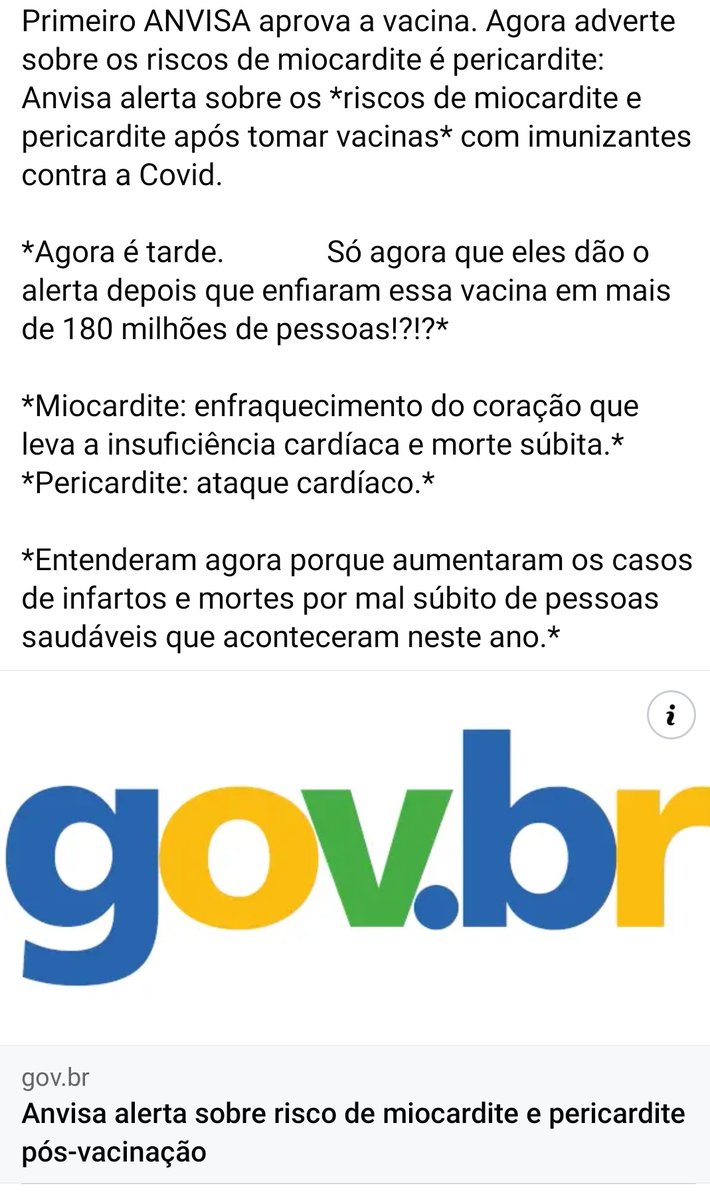 Primeiro ANVISA aprova a vacina. Agora adverte
sobre os riscos de miocardite é pericardite:
Anvisa alerta sobre os *riscos de miocardite e
pericardite após tomar vacinas* com imunizantes
contra a Covid.
*Agora é tarde. Só agora que eles dão o
alerta depois que enfiaram essa vacina em mais
de 180 milhões de pessoas!?!?*
*Miocardite: enfraquecimento do coração que
leva a insuficiência cardíaca e morte súbita.*
*Pericardite: ataque cardíaco.*
*Entenderam agora porque aumentaram os casos
de infartos e mortes por mal súbito de pessoas
saudáveis que aconteceram neste ano.*
i
gov.br
gov.br
Anvisa alerta sobre risco de miocardite e pericardite
pós-vacinação